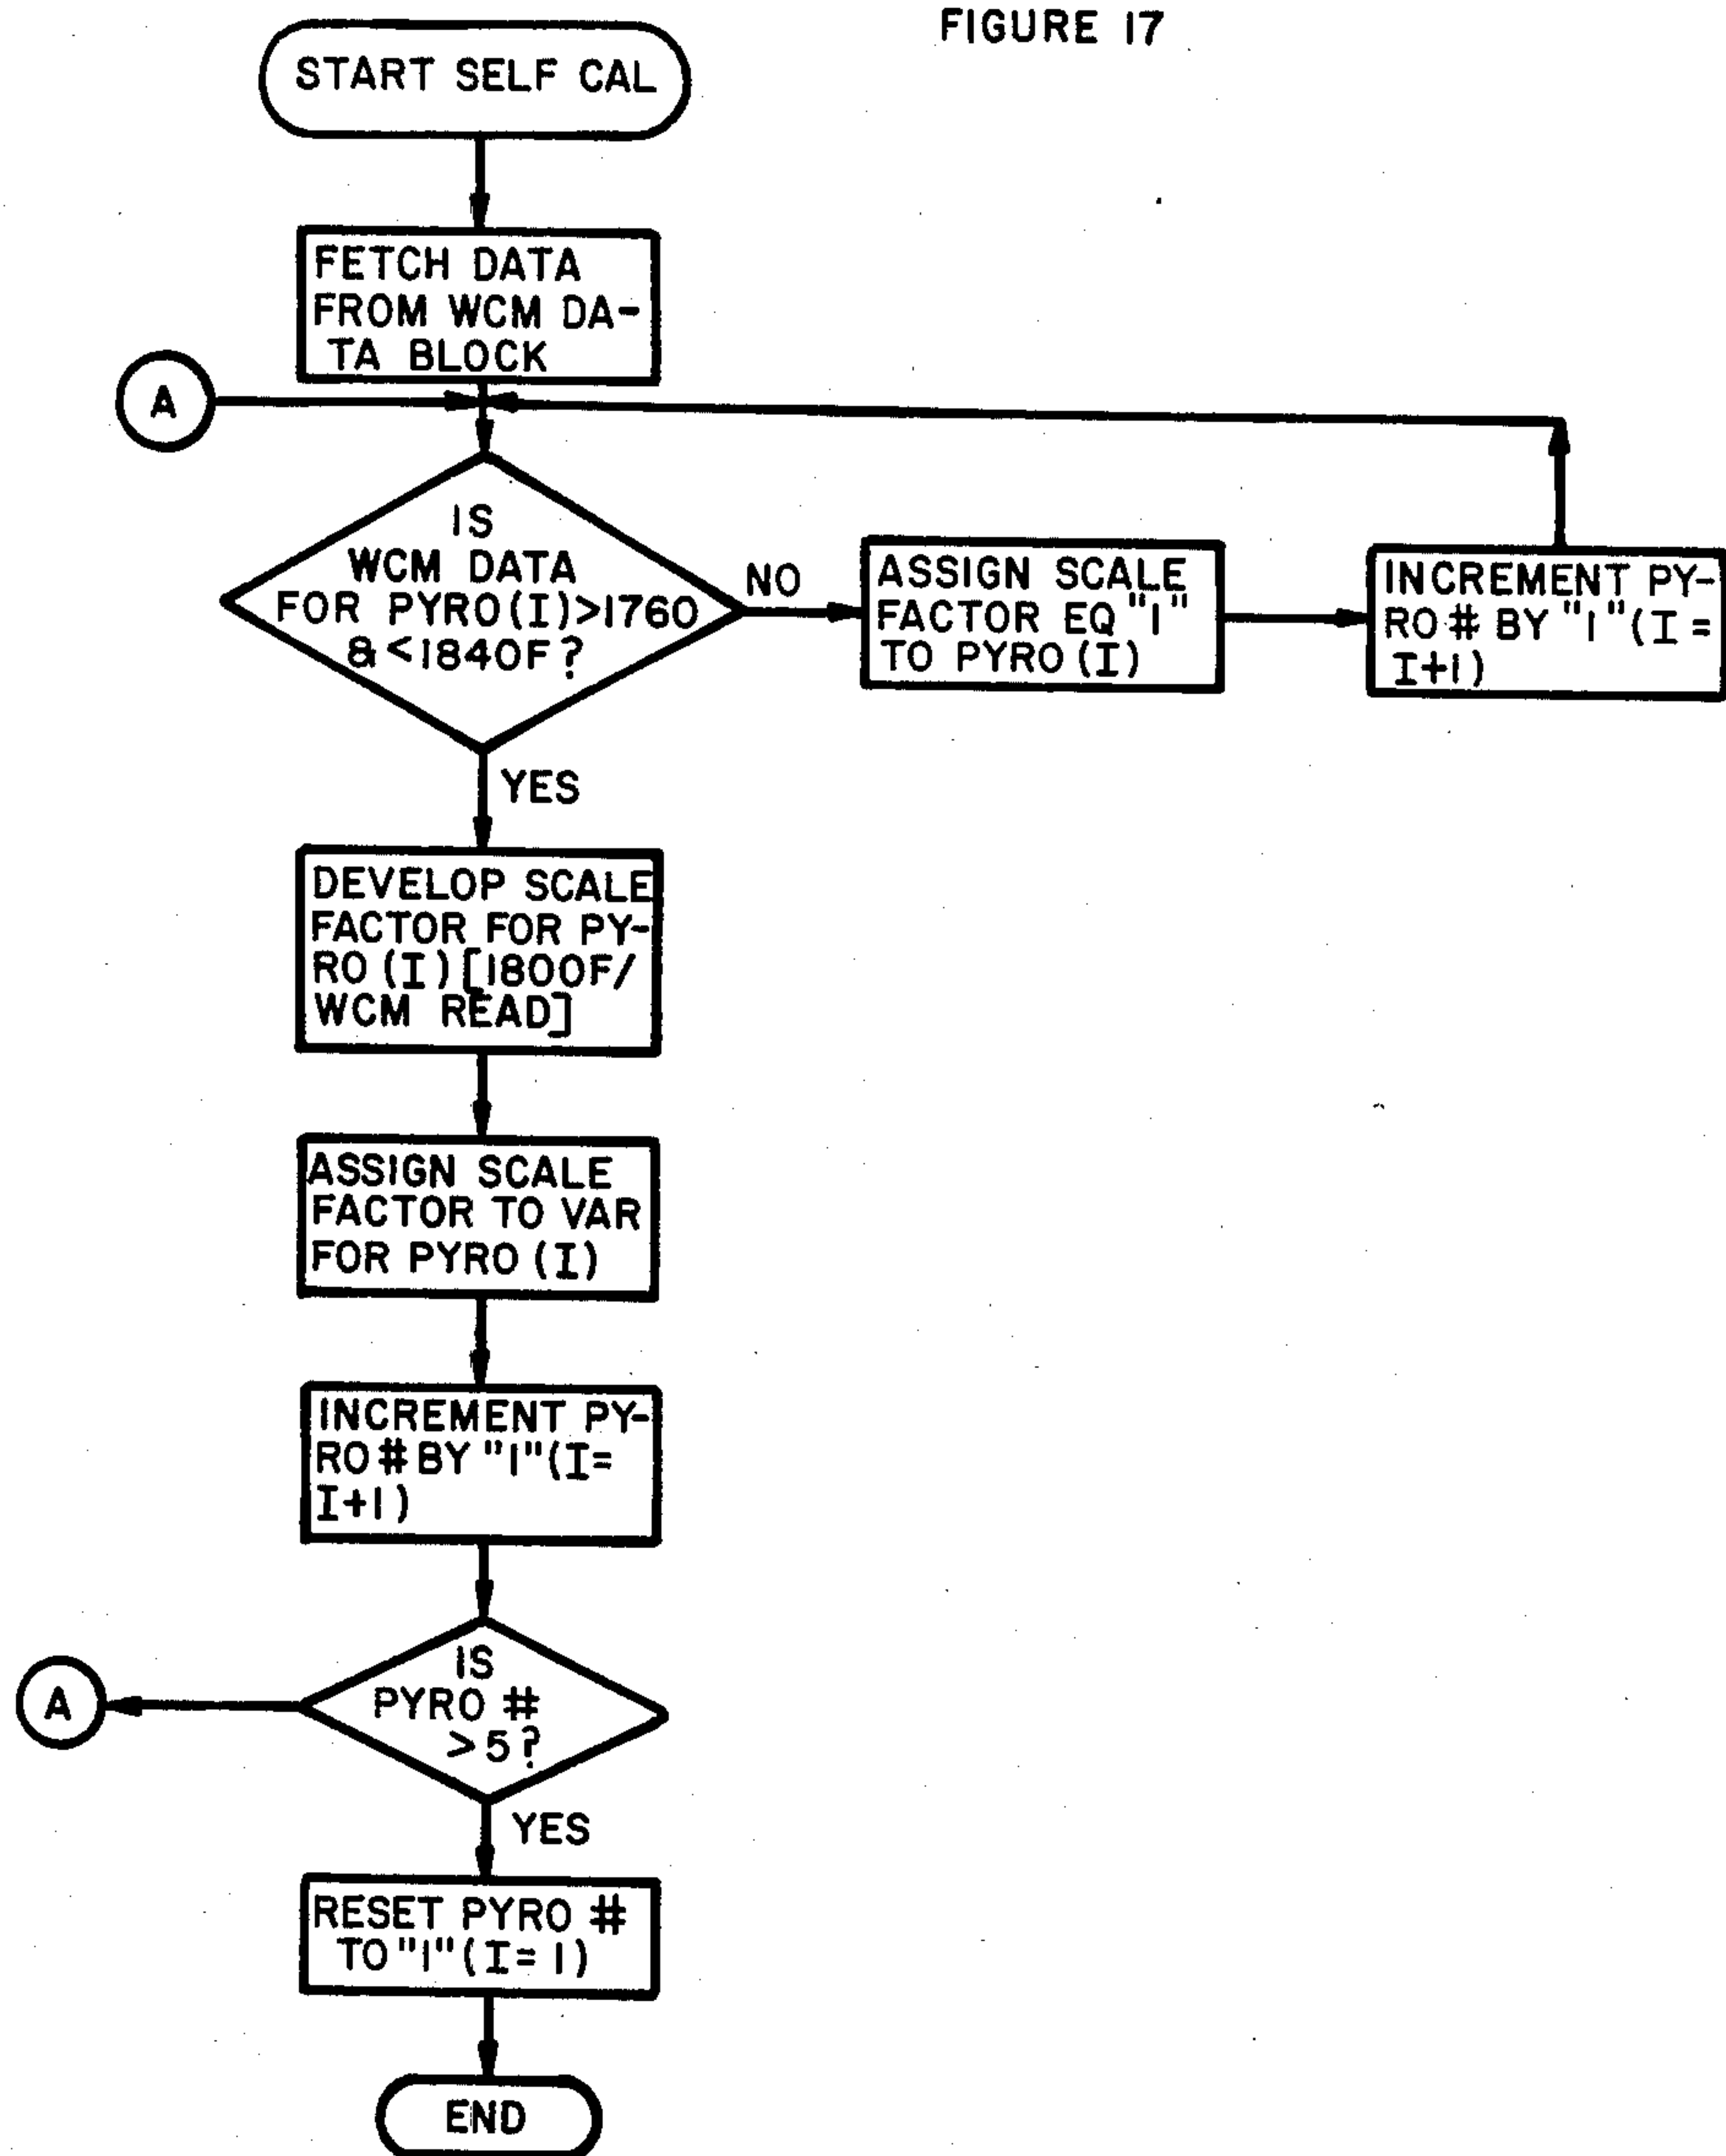 FIGURE 17
START SELF CAL
FETCH DATA
FROM WCM DA-
TA BLOCK
A
IS
WCM DATA
FOR PYRO(I)>1760
&<1840F?
NO
ASSIGN SCALE
FACTOR EQ "1"
TO PYRO (I)
INCREMENT PY-
RO # BY "1" (I =
I+1)
YES
DEVELOP SCALE
FACTOR FOR PY-
RO (I) [1800F/
WCM READ]
ASSIGN SCALE
FACTOR TO VAR
FOR PYRO (I)
INCREMENT PY-
RO # BY "1" (I=
I+1)
IS
PYRO #
>5?
A
YES
RESET PYRO #
TO "1" (I= 1)
END